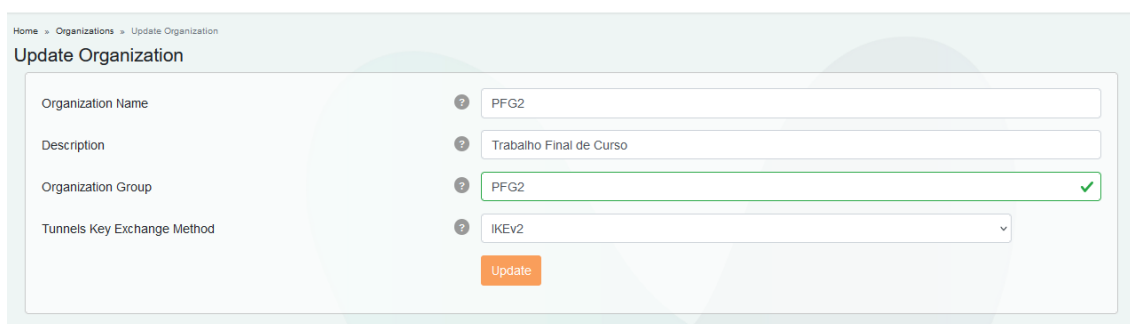 Home » Organizations » Update Organization
Update Organization
Organization Name ? PFG2
Description ? Trabalho Final de Curso
Organization Group ? PFG2
Tunnels Key Exchange Method ? IKEv2
Update